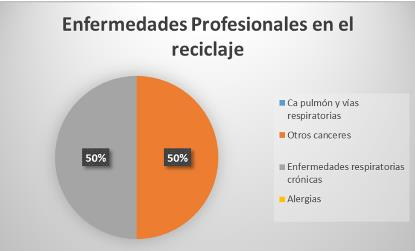 Enfermedades Profesionales en el
reciclaje
50%
50%
Ca pulmón y vías
respiratorias
Otros canceres
Enfermedades respiratorias
crónicas
Alergias